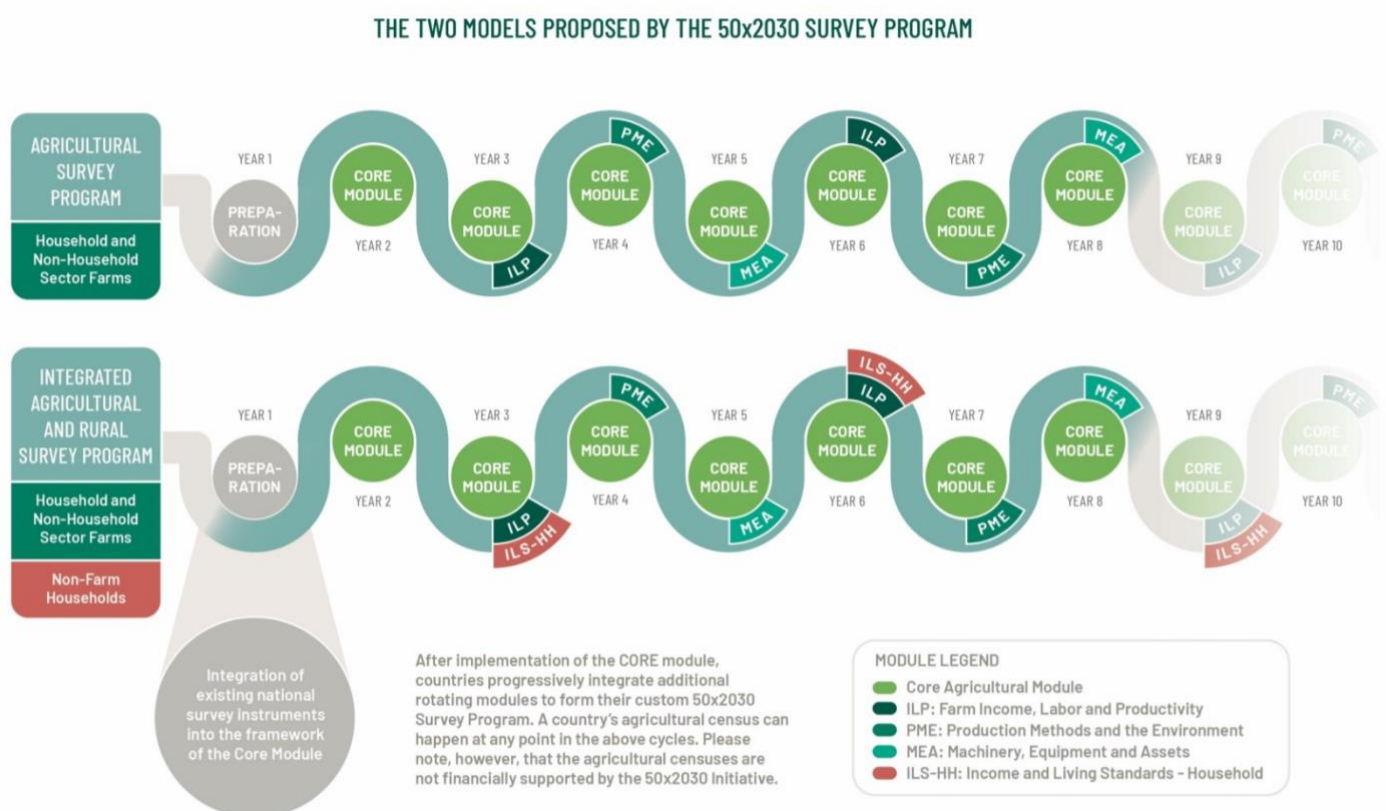 THE TWO MODELS PROPOSED BY THE 50x2030 SURVEY PROGRAM
AGRICULTURAL
SURVEY
PROGRAM
Household and
Non-Household
Sector Farms
YEAR 1
PREPA-
RATION
CORE
MODULE
YEAR 2
YEAR 3
CORE
MODULE
ILP
PME
CORE
MODULE
YEAR 4
YEAR 5
CORE
MODULE
MEA
ILP
CORE
MODULE
YEAR 6
YEAR 7
CORE
MODULE
PME
MEA
CORE
MODULE
YEAR 8
YEAR 9
CORE
MODULE
ILP
PME
CORE
MODULE
YEAR 10
INTEGRATED
AGRICULTURAL
AND RURAL
SURVEY PROGRAM
Household and
Non-Household
Sector Farms
Non-Farm
Households
YEAR 1
PREPA-
RATION
CORE
MODULE
YEAR 2
YEAR 3
CORE
MODULE
ILP
ILS-HH
PME
CORE
MODULE
YEAR 4
YEAR 5
CORE
MODULE
MEA
ILS-HH
ILP
CORE
MODULE
YEAR 6
YEAR 7
CORE
MODULE
PME
MEA
CORE
MODULE
YEAR 8
YEAR 9
CORE
MODULE
ILP
ILS-HH
PME
CORE
MODULE
YEAR 10
Integration of
existing national
survey instruments
into the framework
of the Core Module
After implementation of the CORE module,
countries progressively integrate additional
rotating modules to form their custom 50x2030
Survey Program. A country's agricultural census can
happen at any point in the above cycles. Please
note, however, that the agricultural censuses are
not financially supported by the 50x2030 Initiative.
MODULE LEGEND
Core Agricultural Module
ILP: Farm Income, Labor and Productivity
PME: Production Methods and the Environment
MEA: Machinery, Equipment and Assets
ILS-HH: Income and Living Standards - Household